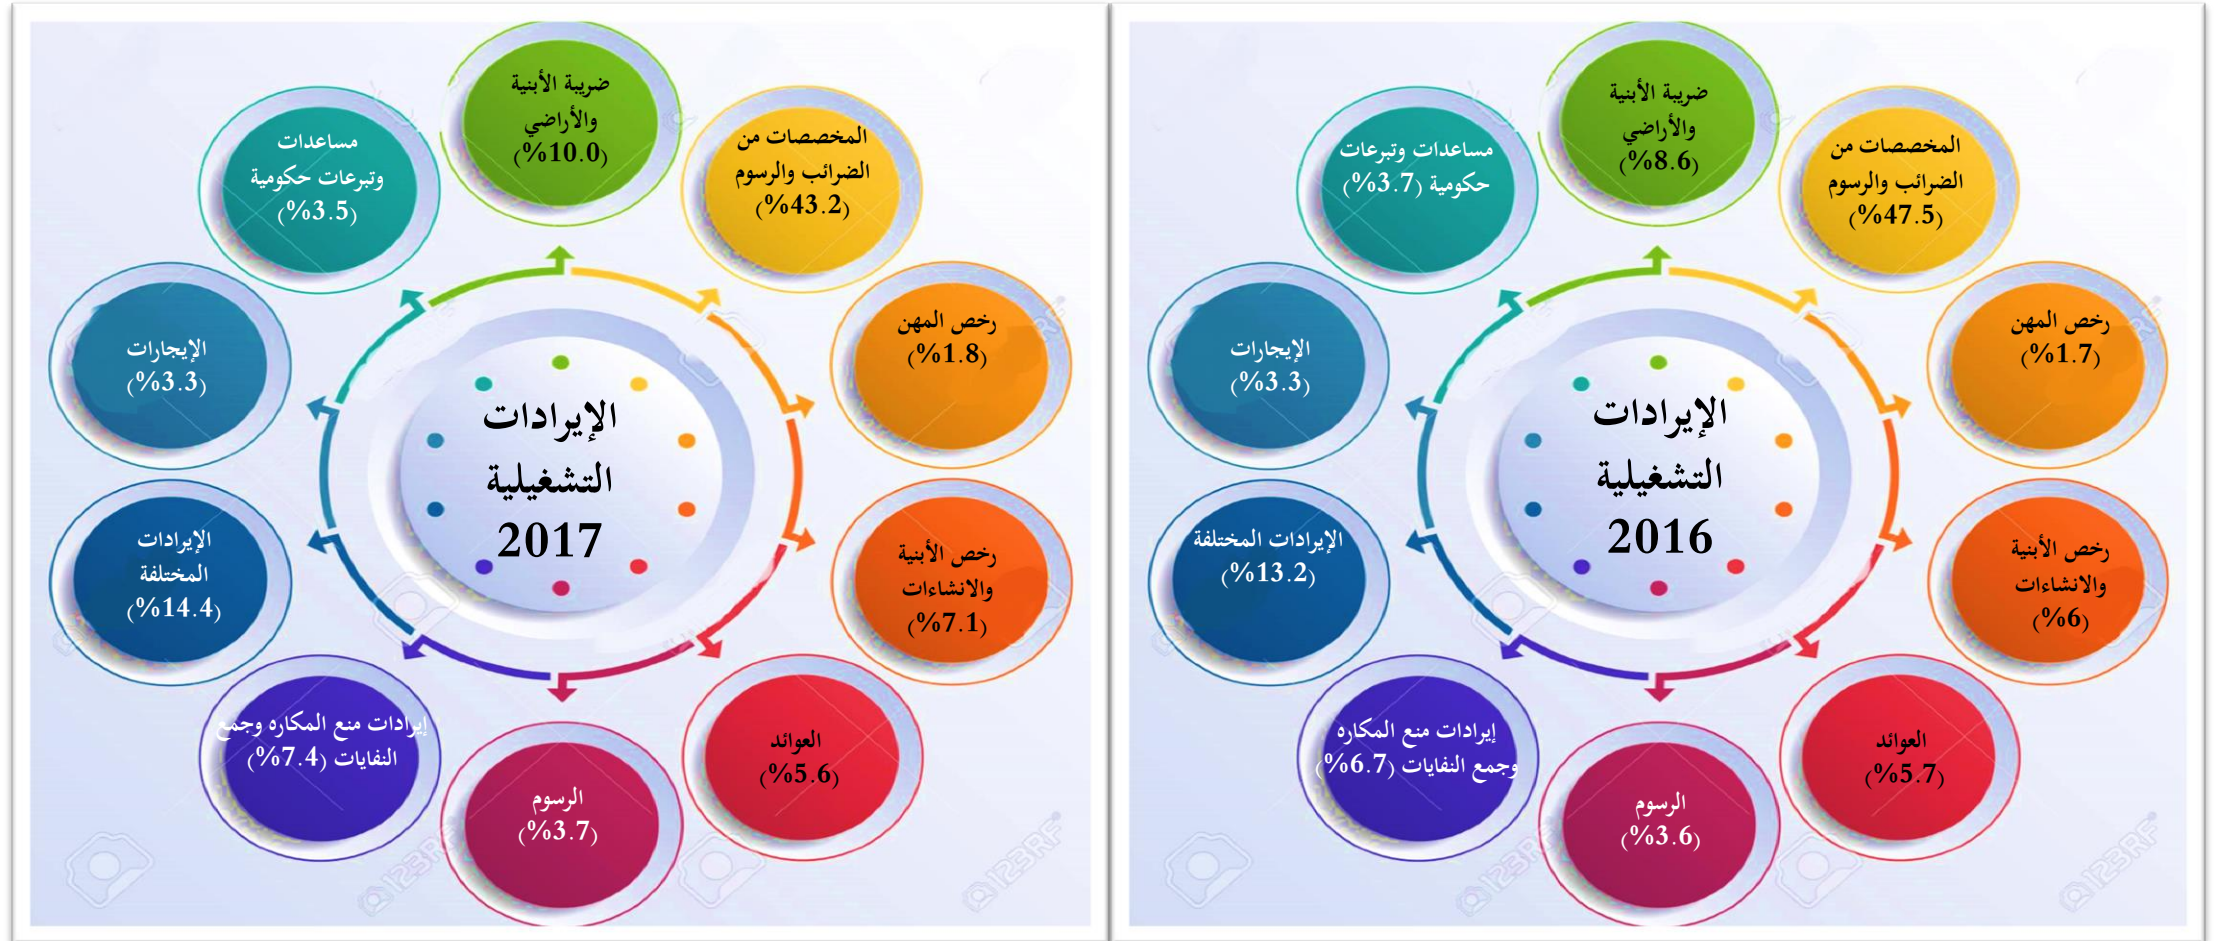 الإيرادات
التشغيلية
2016
ضريبة الأبنية
والأراضي
(8.6%)
المخصصات من
الضرائب والرسوم
(47.5%)
رخص المهن
(1.7%)
رخص الأبنية
والانشاءات
(6%)
العوائد
(5.7%)
الرسوم
(3.6%)
إيرادات منع المكاره
وجمع النفايات (6.7%)
الإيرادات المختلفة
(13.2%)
الإيجارات
(3.3%)
مساعدات وتبرعات
حكومية (3.7%)
الإيرادات
التشغيلية
2017
ضريبة الأبنية
والأراضي
(10.0%)
المخصصات من
الضرائب والرسوم
(43.2%)
رخص المهن
(1.8%)
رخص الأبنية
والانشاءات
(7.1%)
العوائد
(5.6%)
الرسوم
(3.7%)
إيرادات منع المكاره وجمع
النفايات (7.4%)
الإيرادات
المختلفة
(14.4%)
الإيجارات
(3.3%)
مساعدات
وتبرعات حكومية
(3.5%)
123RF
123RF
123RF
123RF